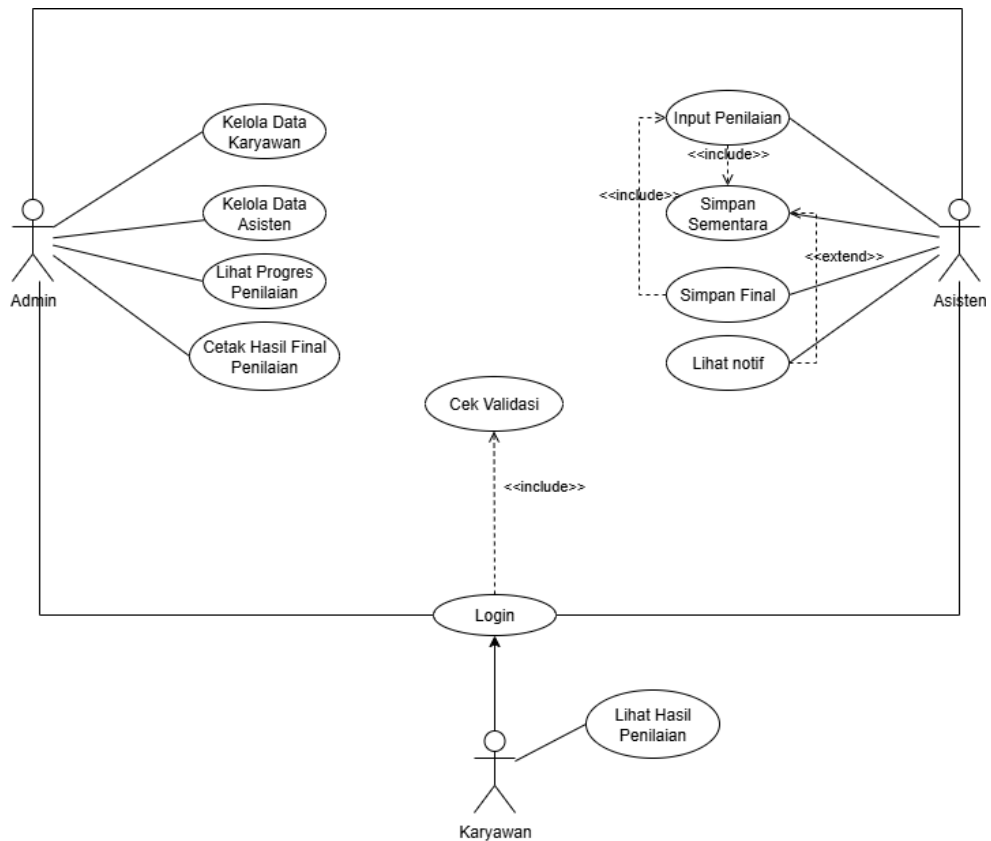 Kelola Data
Karyawan
Input Penilaian
<<include>>
<<include>>
Kelola Data
Asisten
Simpan
Sementara
<<extend>>
Admin
Lihat Progres
Penilaian
Simpan Final
Asisten
Cetak Hasil Final
Penilaian
Lihat notif
Cek Validasi
<<include>>
Login
Lihat Hasil
Penilaian
Karyawan